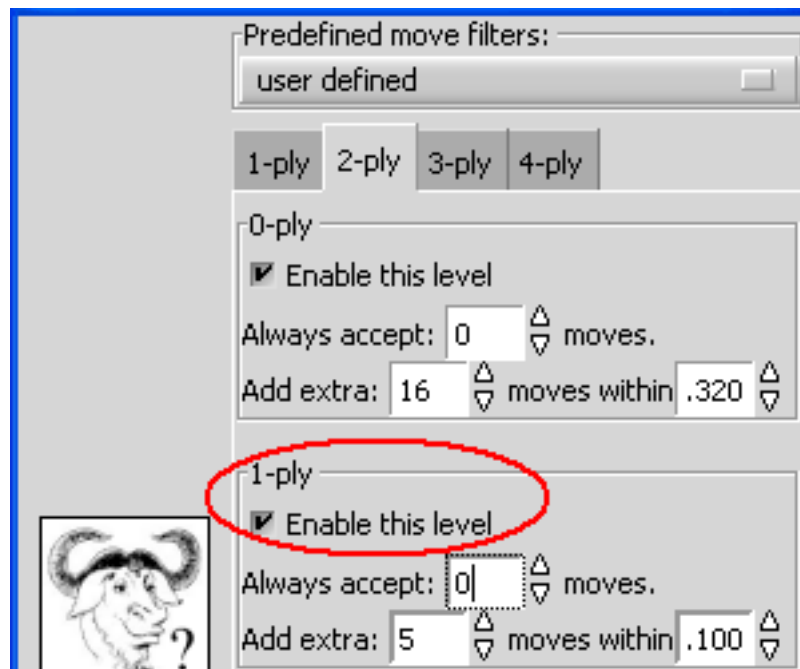 Predefined move filters:
user defined
1-ply 2-ply 3-ply 4-ply
0-ply
Enable this level
Always accept: 0 moves.
Add extra: 16 moves within .320
1-ply
Enable this level
Always accept: 0 moves.
Add extra: 5 moves within .100
?